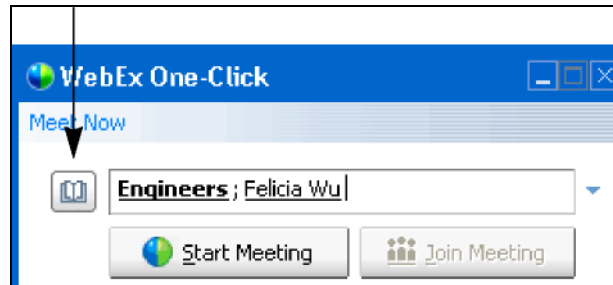 WebEx One-Click
Meet Now
Engineers ; Felicia Wu
Start Meeting Join Meeting